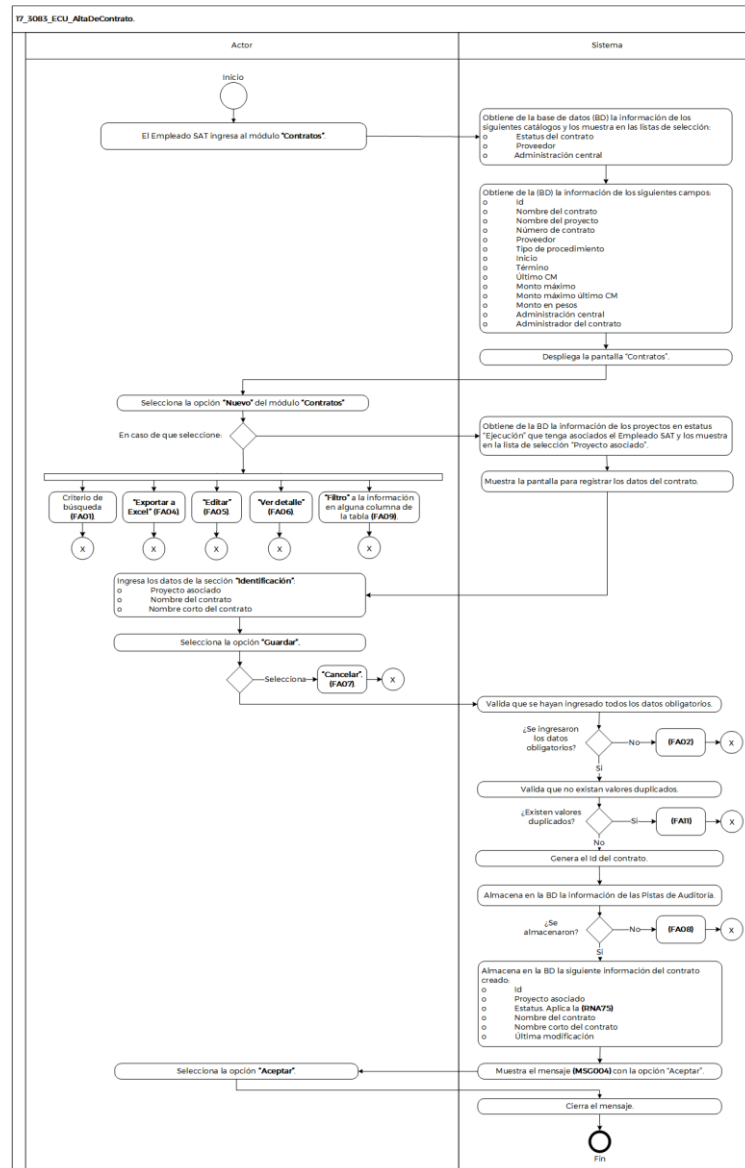 17_3083_ECU_AltaDeContrato.
Actor
Sistema
Inicio
El Empleado SAT ingresa al módulo "Contratos".
Obtiene de la base de datos (BD) la información de los
siguientes catálogos y los muestra en las listas de selección:
o Estatus del contrato
o Proveedor
o Administración central
Obtiene de la (BD) la información de los siguientes campos:
o Id
o Nombre del contrato
o Nombre del proyecto
o Número de contrato
o Proveedor
o Tipo de procedimiento
o Inicio
o Término
o Último CM
o Monto máximo
o Monto máximo último CM
o Monto en pesos
o Administración central
o Administrador del contrato
Despliega la pantalla "Contratos".
Selecciona la opción "Nuevo" del módulo "Contratos"
En caso de que seleccione:
Obtiene de la BD la información de los proyectos en estatus
"Ejecución" que tenga asociados el Empleado SAT y los muestra
en la lista de selección "Proyecto asociado".
Muestra la pantalla para registrar los datos del contrato.
Criterio de
búsqueda
(FA01).
"Exportar a
Excel" (FA04).
"Editar"
(FA05).
"Ver detalle"
(FA06).
"Filtro" a la información
en alguna columna de
la tabla (FA09).
X
X
X
X
X
Ingresa los datos de la sección "Identificación":
o Proyecto asociado
o Nombre del contrato
o Nombre corto del contrato
Selecciona la opción "Guardar".
Selecciona
"Cancelar".
(FA07).
X
Valida que se hayan ingresado todos los datos obligatorios.
¿Se ingresaron
los datos
obligatorios?
No
(FA02)
X
Si
Valida que no existan valores duplicados.
¿Existen valores
duplicados?
Si
(FA11)
X
No
Genera el Id del contrato.
Almacena en la BD la información de las Pistas de Auditoría.
¿Se
almacenaron?
No
(FA08)
X
Si
Almacena en la BD la siguiente información del contrato
creado:
o Id
o Proyecto asociado
o Estatus. Aplica la (RNA75)
o Nombre del contrato
o Nombre corto del contrato
o Última modificación
Muestra el mensaje (MSG004) con la opción "Aceptar".
Selecciona la opción "Aceptar".
Cierra el mensaje.
Fin